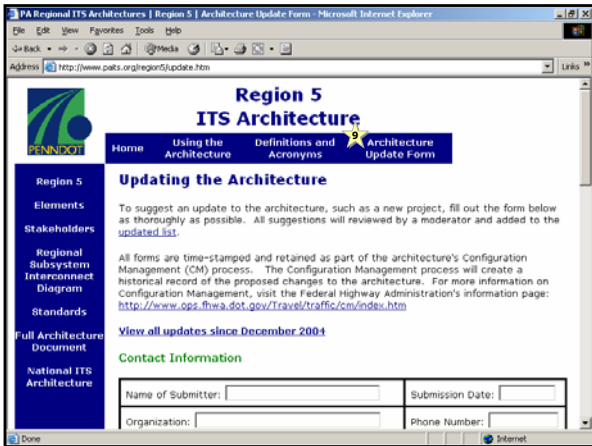 PA Regional ITS Architectures | Region 5 | Architecture Update Form - Microsoft Internet Explorer
File Edit View Favorites Tools Help
Back Media
Address http://www.paits.org/region5/update.htm Links »
PENNDOT
Region 5
ITS Architecture
9
Home Using the Architecture Definitions and Acronyms Architecture Update Form
Region 5
Elements
Stakeholders
Regional
Subsystem
Interconnect
Diagram
Standards
Full Architecture
Document
National ITS
Architecture
Updating the Architecture
To suggest an update to the architecture, such as a new project, fill out the form below
as thoroughly as possible. All suggestions will reviewed by a moderator and added to the
updated list.
All forms are time-stamped and retained as part of the architecture's Configuration
Management (CM) process. The Configuration Management process will create a
historical record of the proposed changes to the architecture. For more information on
Configuration Management, visit the Federal Highway Administration's information page:
http://www.ops.fhwa.dot.gov/Travel/traffic/cm/index.htm
View all updates since December 2004
Contact Information
Name of Submitter: Submission Date:
Organization: Phone Number:
Done Internet